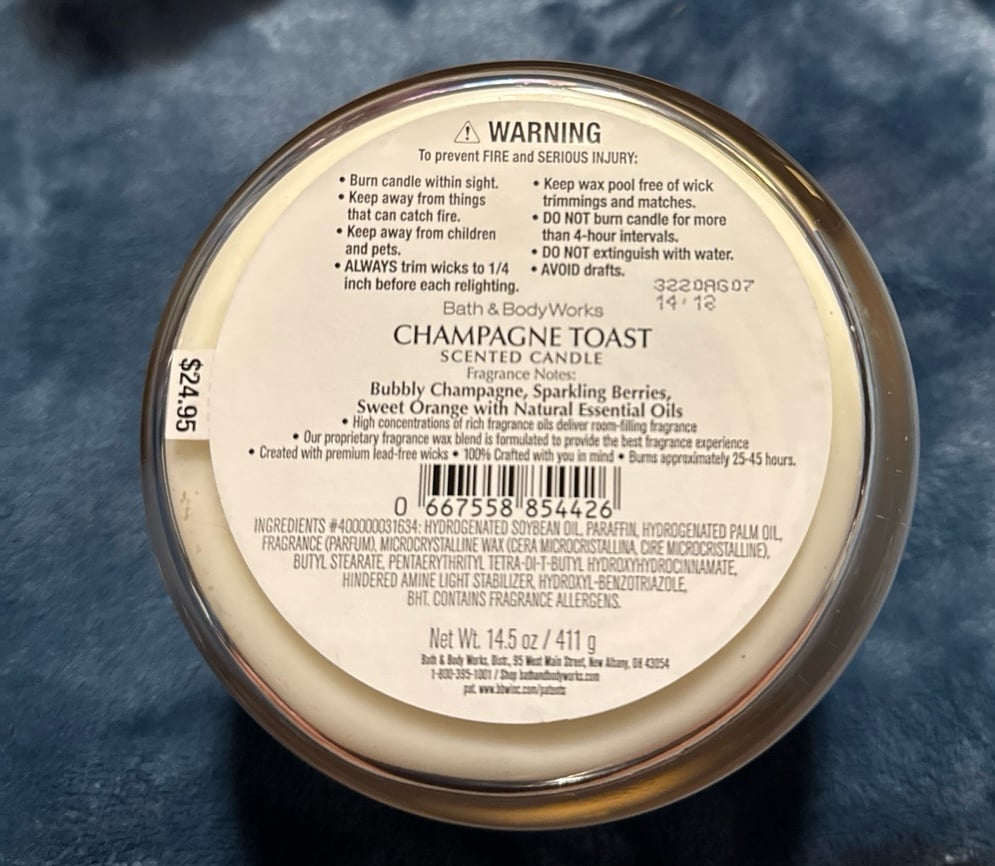 ⚠ WARNING
To prevent FIRE and SERIOUS INJURY:
• Burn candle within sight.
• Keep away from things
that can catch fire.
• Keep away from children
and pets.
• ALWAYS trim wicks to 1/4
inch before each relighting.
• Keep wax pool free of wick
trimmings and matches.
• DO NOT burn candle for more
than 4-hour intervals.
• DO NOT extinguish with water.
• AVOID drafts.
3220AG07
Bath & BodyWorks
CHAMPAGNE TOAST
SCENTED CANDLE
Fragrance Notes:
Bubbly Champagne, Sparkling Berries,
Sweet Orange with Natural Essential Oils
• High concentrations of rich fragrance oils deliver room-filling fragrance
• Our proprietary fragrance wax blend is formulated to provide the best fragrance experience
• Created with premium lead-free wicks • 100% Crafted with you in mind • Burns approximately 25-45 hours.
$24.95
0 667558 854426
INGREDIENTS #400000031634: HYDROGENATED SOYBEAN OIL, PARAFFIN, HYDROGENATED PALM OIL,
FRAGRANCE (PARFUM), MICROCRYSTALLINE WAX (CERA MICROCRISTALLINA, CIRE MICROCRISTALLINE),
BUTYL STEARATE, PENTAERYTHRITYL TETRA-DI-T-BUTYL HYDROXYHYDROCINNAMATE,
HINDERED AMINE LIGHT STABILIZER, HYDROXYL-BENZOTRIAZOLE,
BHT. CONTAINS FRAGRANCE ALLERGENS.
Net Wt. 14.5 oz / 411 g
Bath & Body Works, Distr., 95 West Main Street, New Albany, OH 43054
1-800-395-1001 / Shop bathandbodyworks.com
pat. www.bbwinc.com/patents